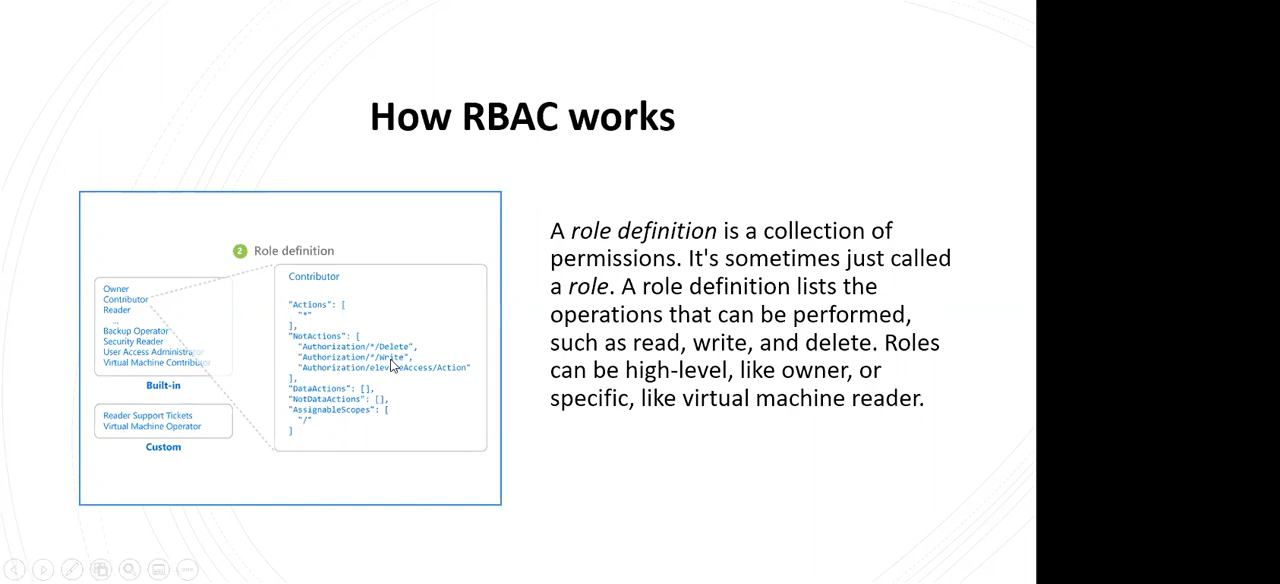 How RBAC works
2 Role definition
Owner
Contributor
Reader
...
Backup Operator
Security Reader
User Access Administrator
Virtual Machine Contributor
Built-in
Reader Support Tickets
Virtual Machine Operator
Custom
Contributor
"Actions": [
"*"
],
"NotActions": [
"Authorization/*/Delete",
"Authorization/*/Write",
"Authorization/elevateAccess/Action"
],
"DataActions": [],
"NotDataActions": [],
"AssignableScopes": [
"/"
]
A role definition is a collection of
permissions. It's sometimes just called
a role. A role definition lists the
operations that can be performed,
such as read, write, and delete. Roles
can be high-level, like owner, or
specific, like virtual machine reader.